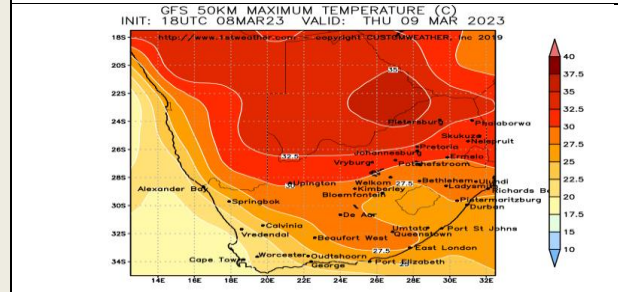 GFS 50KM MAXIMUM TEMPERATURE (C)
INIT: 18UTC 08MAR23 VALID: THU 09 MAR 2023
http://www.1stweather.com -- copyright CUSTOMWEATHER, Inc 2019
18S
20S
22S
24S
26S
28S
30S
32S
34S
35
Pietersburg
Phalaborwa
Skukuza
Nelspruit
Pretoria
Johannesburg
32.5
Vryburg
Potchefstroom
Ermelo
Alexander Bay
Upington
30
Welkom
27.5
Bethlehem
Ulundi
Kimberley
Ladysmith
Richards B
Bloemfontein
Springbok
Pietermaritzburg
Durban
De Aar
Calvinia
Vredendal
Umtata
Port St Johns
Queenstown
Beaufort West
27.5
East London
Worcester
Oudtshoorn
Cape Town
George
Port Elizabeth
14E 16E 18E 20E 22E 24E 26E 28E 30E 32E
40
37.5
35
32.5
30
27.5
25
22.5
20
17.5
15
10